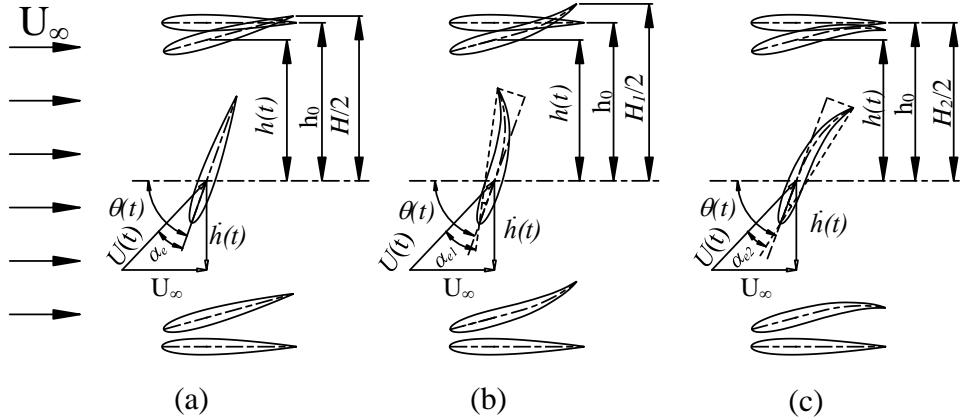 U∞
h(t)
h₀
H/2
θ(t)
U(t)
αₑ
ḣ(t)
U∞
(a)
h(t)
h₀
H₁/2
θ(t)
U(t)
αₑ₁
ḣ(t)
U∞
(b)
h(t)
h₀
H₂/2
θ(t)
U(t)
αₑ₂
ḣ(t)
U∞
(c)